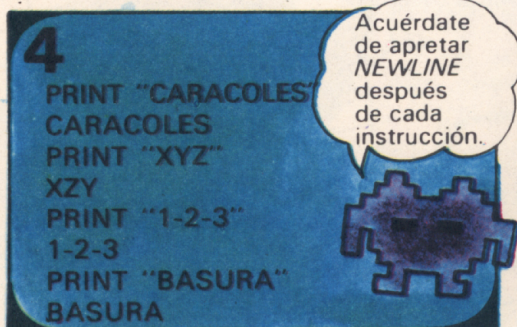 4
PRINT "CARACOLES"
CARACOLES
PRINT "XYZ"
XZY
PRINT "1-2-3"
1-2-3
PRINT "BASURA"
BASURA
Acuérdate
de apretar
NEWLINE
después
de cada
instrucción.